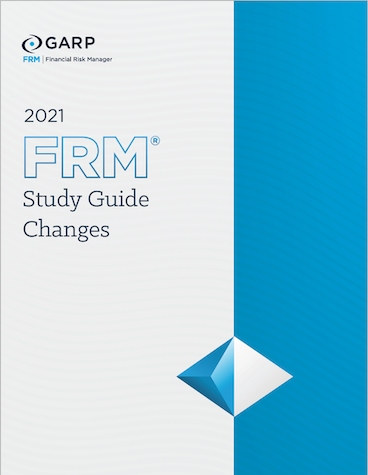 GARP
FRM | Financial Risk Manager
2021
FRM®
Study Guide
Changes